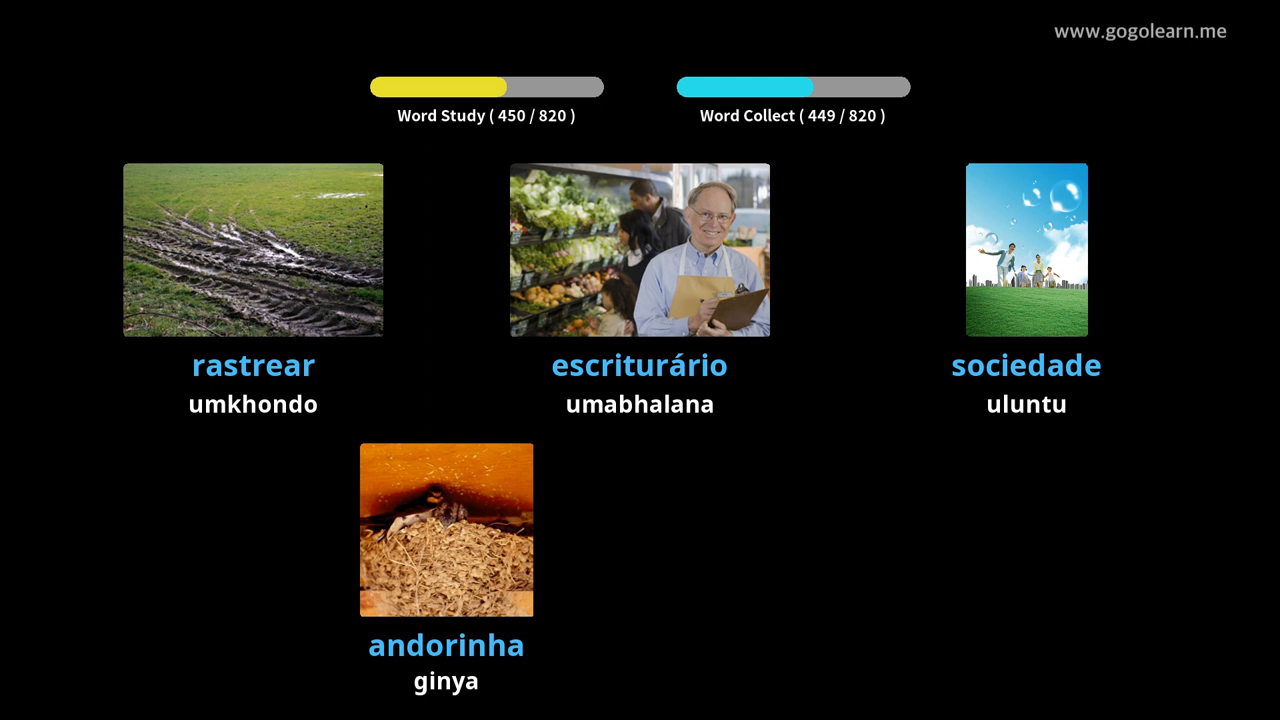 www.gogolearn.me
Word Study ( 450 / 820 )
Word Collect ( 449 / 820 )
rastrear
umkhondo
escriturário
umabhalana
sociedade
uluntu
andorinha
ginya